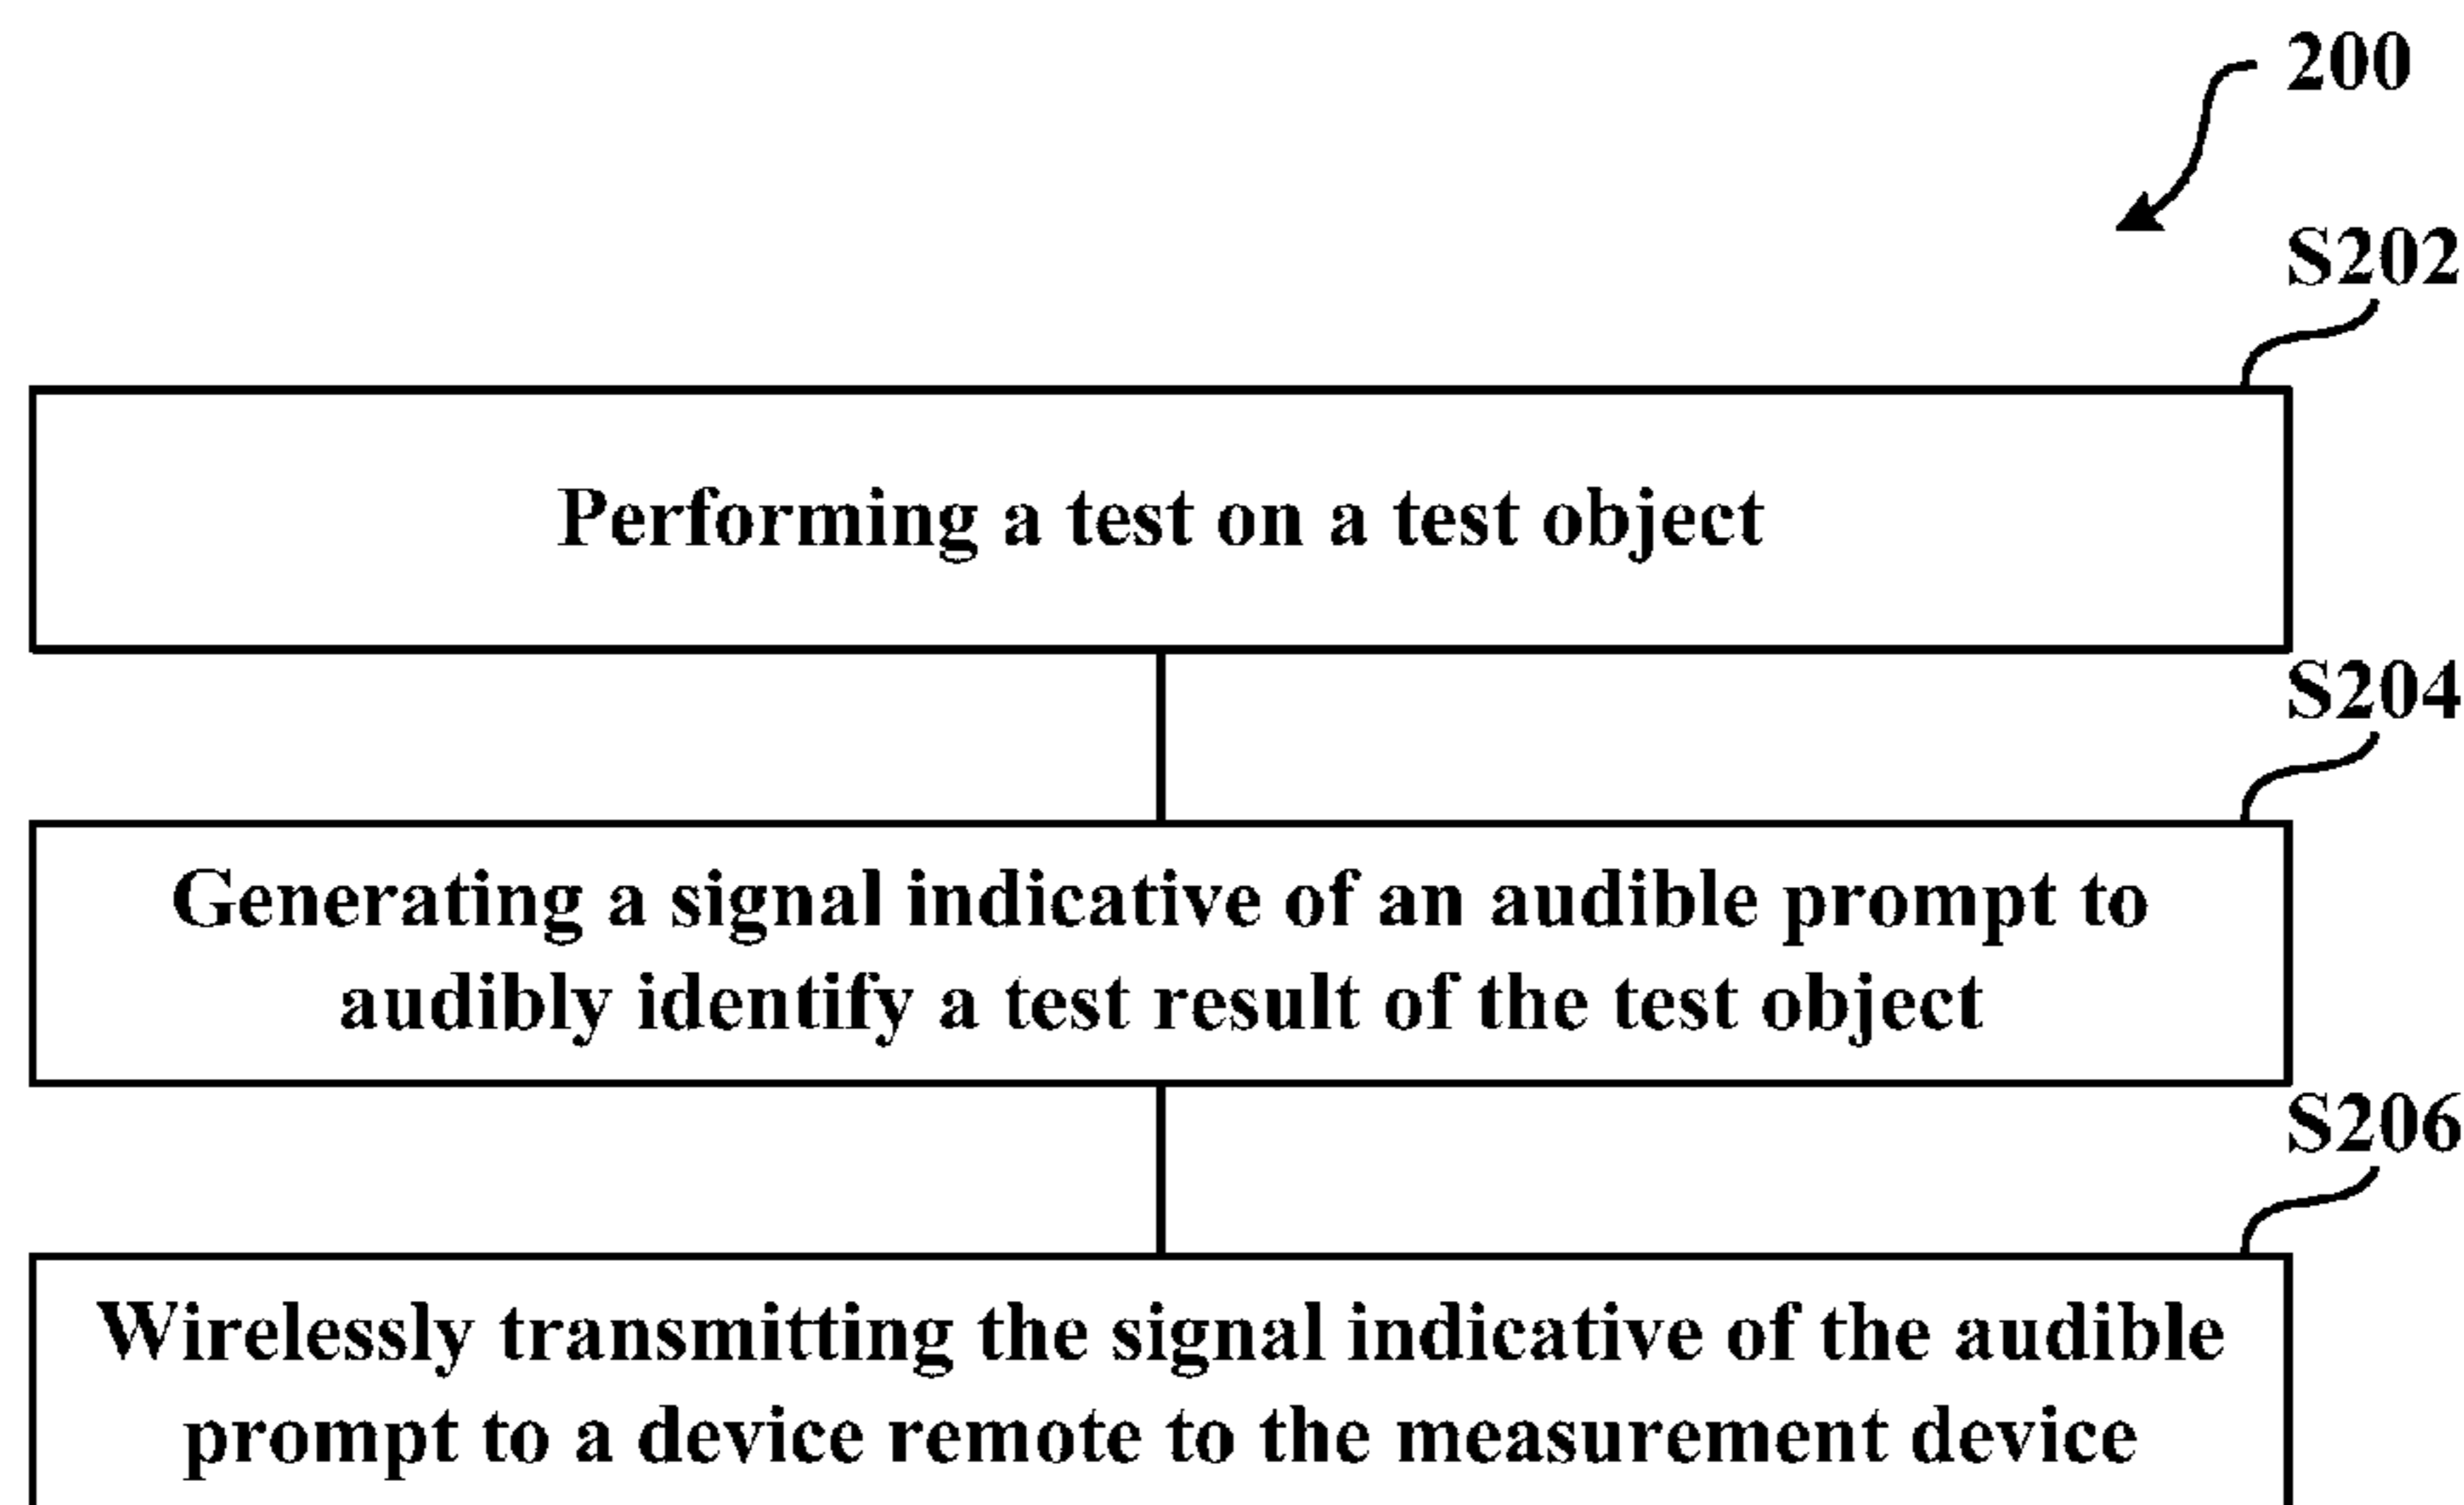 200
S202
Performing a test on a test object
S204
Generating a signal indicative of an audible prompt to
audibly identify a test result of the test object
S206
Wirelessly transmitting the signal indicative of the audible
prompt to a device remote to the measurement device